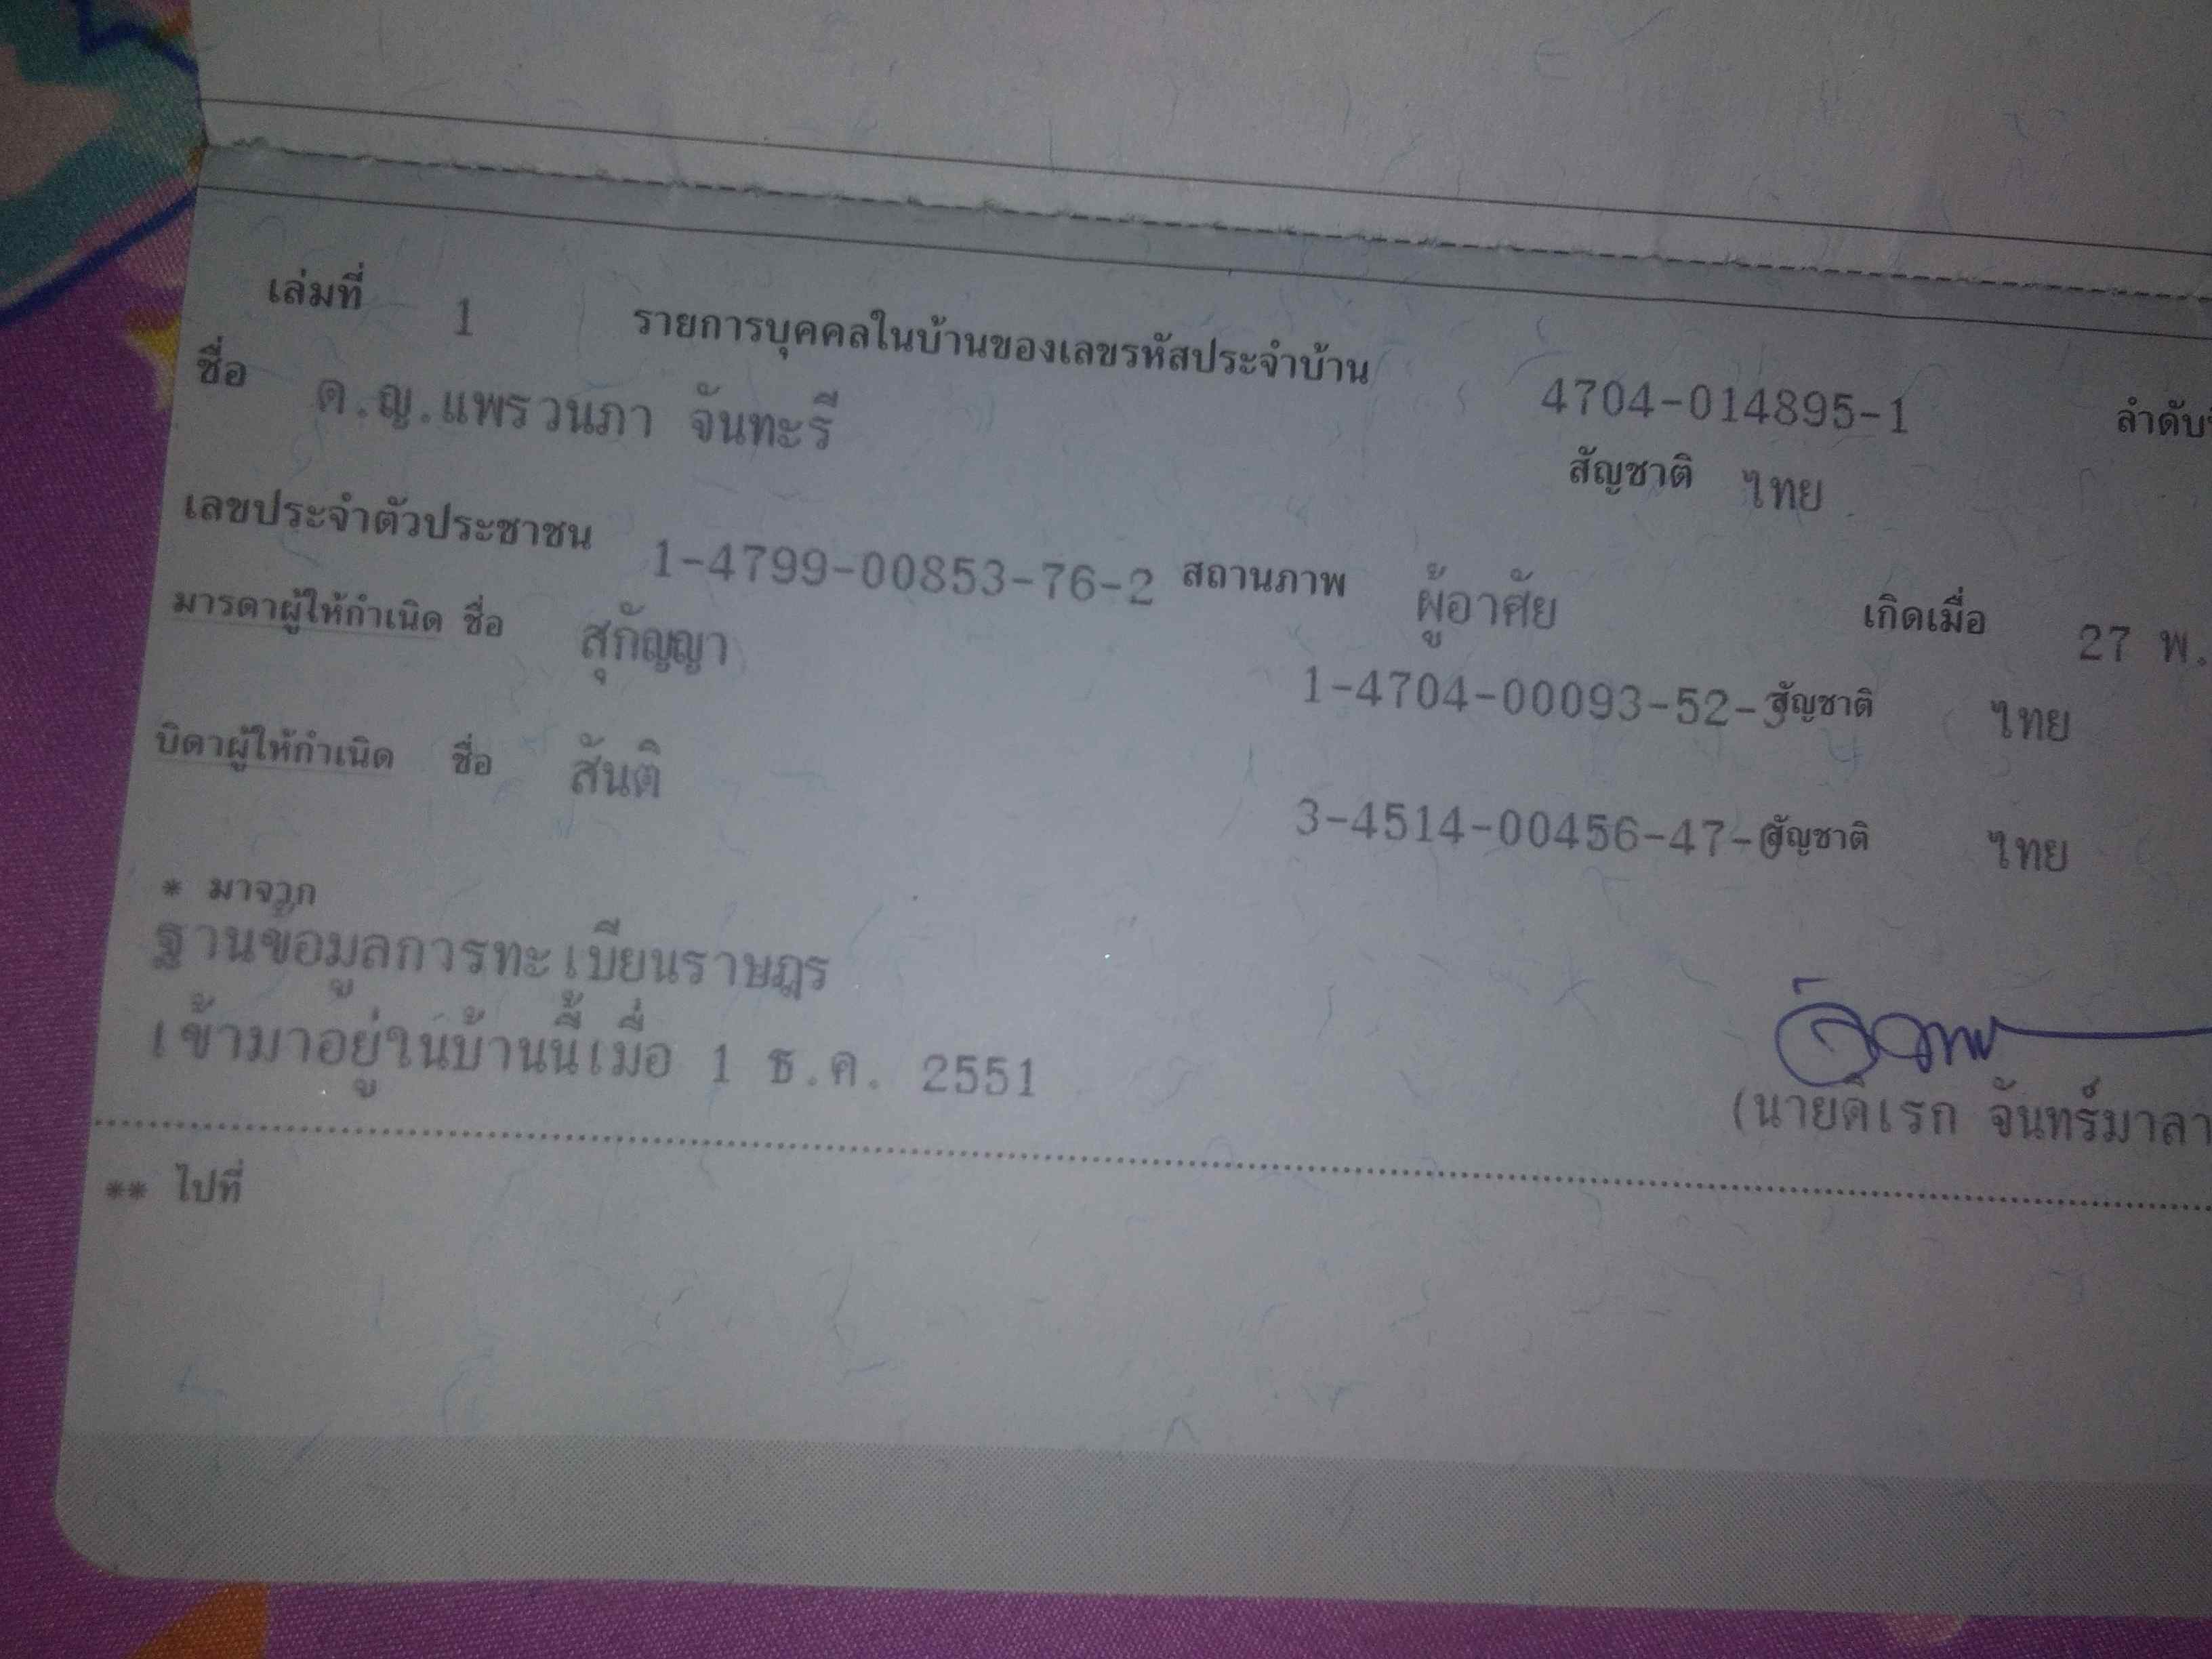 เล่มที่ 1 รายการบุคคลในบ้านของเลขรหัสประจำบ้าน 4704-014895-1 ลำดับ
ชื่อ ด.ญ.แพรวนภา จันทะรี สัญชาติ ไทย
เลขประจำตัวประชาชน 1-4799-00853-76-2 สถานภาพ ผู้อาศัย เกิดเมื่อ 27 พ.
มารดาผู้ให้กำเนิด ชื่อ สุกัญญา 1-4704-00093-52- สัญชาติ ไทย
บิดาผู้ให้กำเนิด ชื่อ สันติ 3-4514-00456-47- สัญชาติ ไทย
* มาจาก
ฐานข้อมูลการทะเบียนราษฎร
เข้ามาอยู่ในบ้านนี้เมื่อ 1 ธ.ค. 2551
(นายดิเรก จันทร์มาลา
** ไปที่